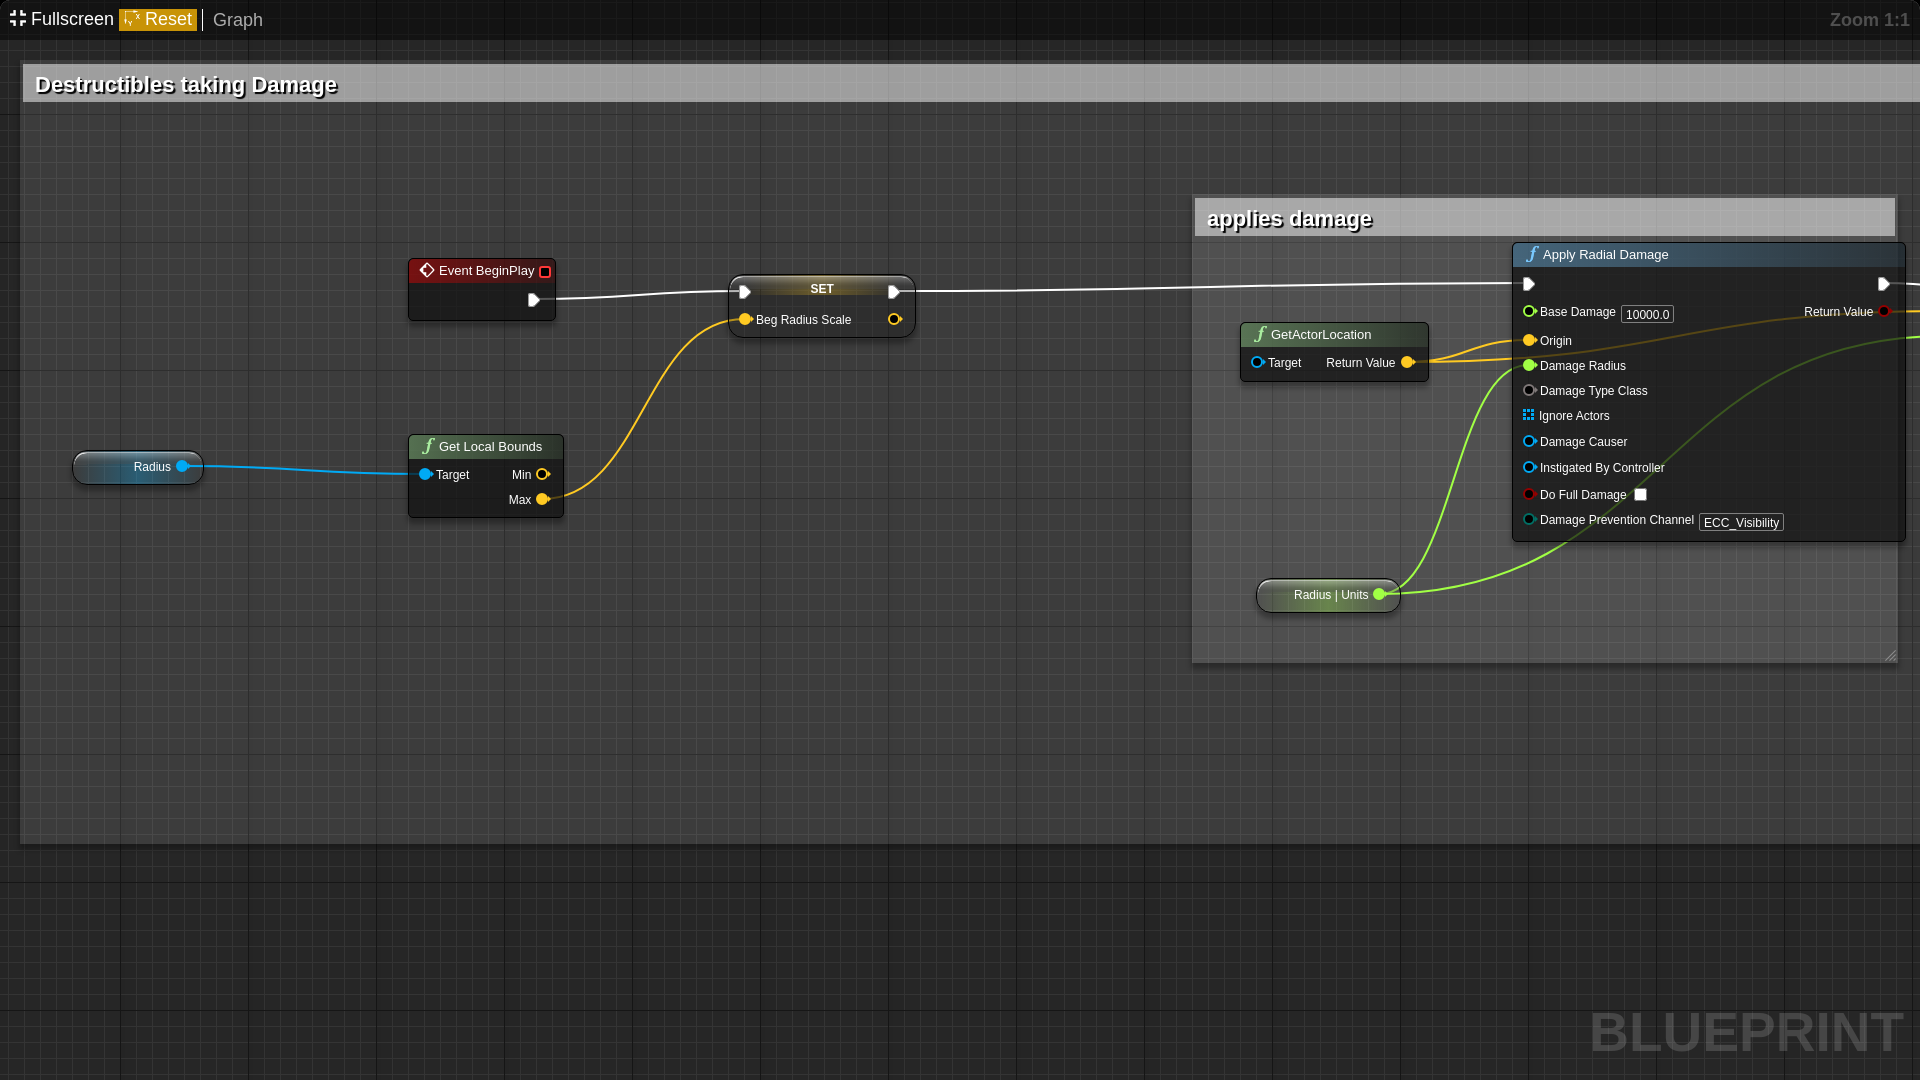 Fullscreen Reset Graph Zoom 1:1
Destructibles taking Damage
applies damage
Event BeginPlay
SET
Beg Radius Scale
Apply Radial Damage
Base Damage 10000.0 Return Value
Origin
Damage Radius
Damage Type Class
Ignore Actors
Damage Causer
Instigated By Controller
Do Full Damage
Damage Prevention Channel ECC_Visibility
GetActorLocation
Target Return Value
Radius
Get Local Bounds
Target Min
Max
Radius | Units
BLUEPRINT